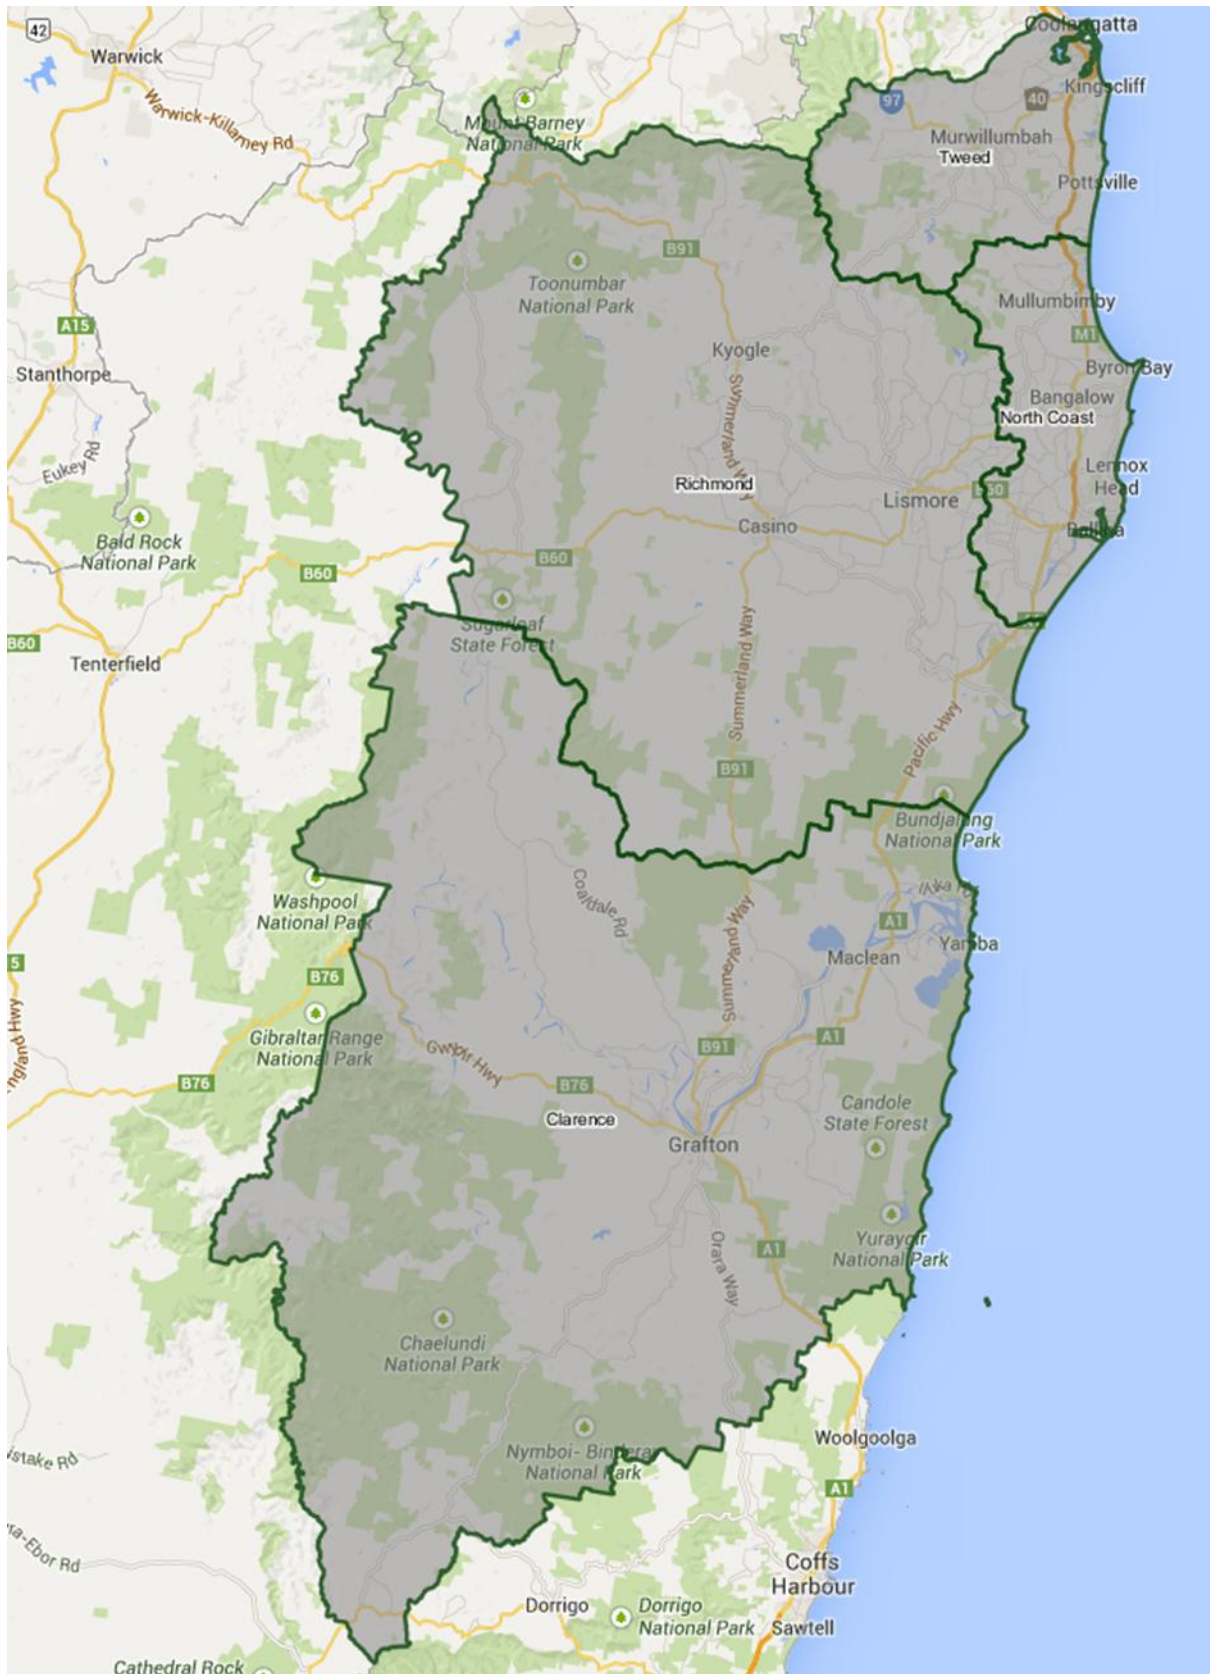 42
Warwick
Warwick-Killarney Rd
Coolangatta
97
40
Kingscliff
Mount Barney
National Park
Murwillumbah
Tweed
Pottsville
B91
Toonumbar
National Park
Mullumbimby
A15
M1
Kyogle
Stanthorpe
Byron Bay
Bangalow
North Coast
Summerland Way
Eukey Rd
Lennox
Head
Richmond
B60
Lismore
Bald Rock
National Park
Casino
Ballina
B60
B60
Sugarloaf
State Forest
B60
Tenterfield
Summerland Way
Pacific Hwy
B91
Bundjalung
National Park
Washpool
National Park
Coaldale Rd
Summerland Way
A1
Yamba
Maclean
5
B76
Gibraltar Range
National Park
A1
B91
Gwydir Hwy
B76
B76
Candole
State Forest
Clarence
Grafton
Yuraygir
National Park
Orara Way
A1
Chaelundi
National Park
Woolgoolga
Nymboi- Bindera
National Park
A1
Coffs
Harbour
Dorrigo
Dorrigo
National Park
Sawtell
Cathedral Rock